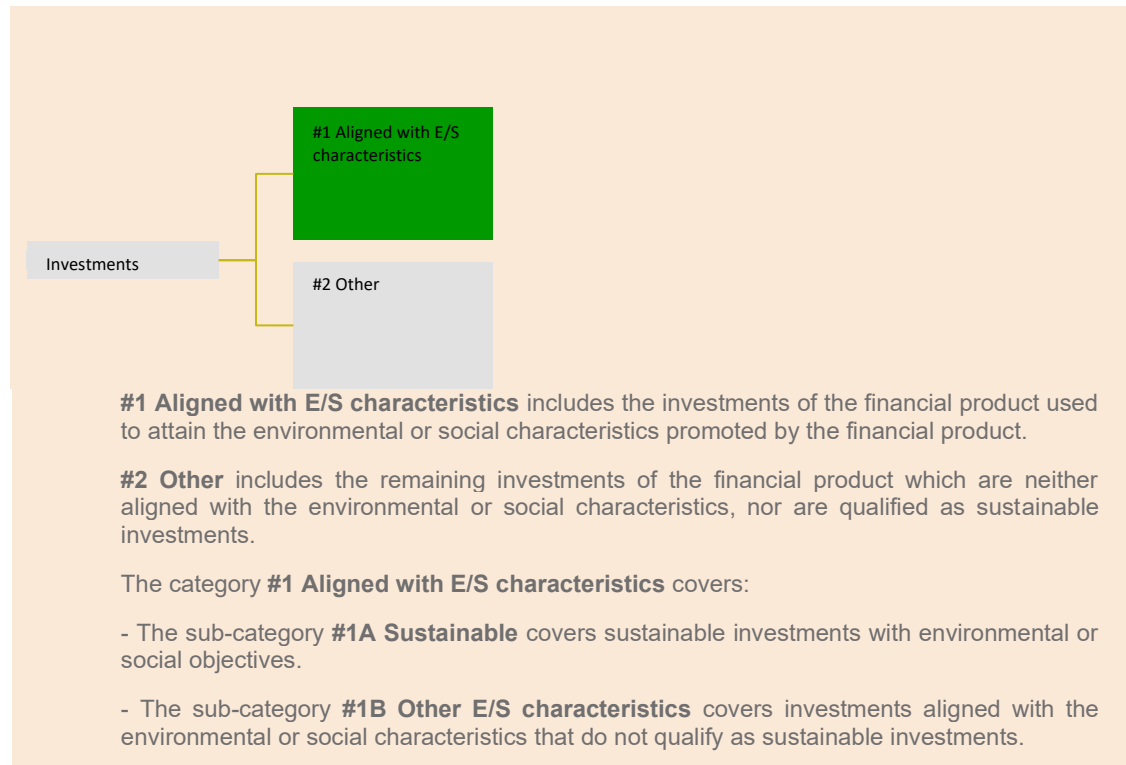 #1 Aligned with E/S
characteristics
Investments
#2 Other
#1 Aligned with E/S characteristics includes the investments of the financial product used
to attain the environmental or social characteristics promoted by the financial product.
#2 Other includes the remaining investments of the financial product which are neither
aligned with the environmental or social characteristics, nor are qualified as sustainable
investments.
The category #1 Aligned with E/S characteristics covers:
- The sub-category #1A Sustainable covers sustainable investments with environmental or
social objectives.
- The sub-category #1B Other E/S characteristics covers investments aligned with the
environmental or social characteristics that do not qualify as sustainable investments.